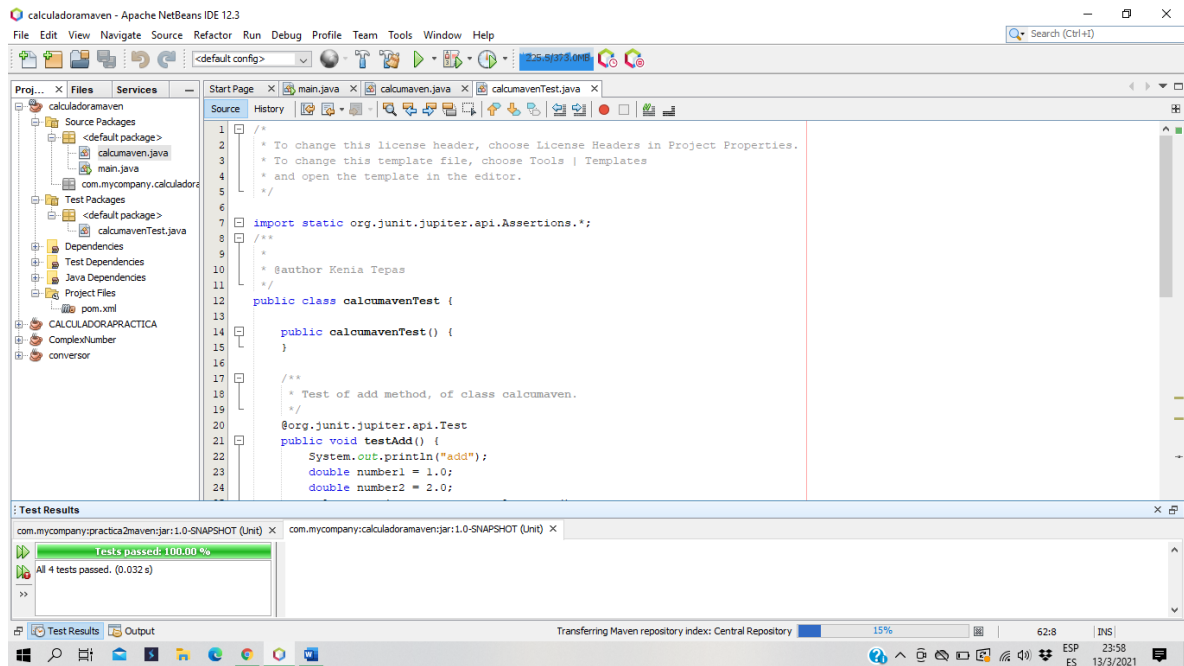 calculadoramaven - Apache NetBeans IDE 12.3
File Edit View Navigate Source Refactor Run Debug Profile Team Tools Window Help
Search (Ctrl+I)
<default config>
225.5/373.0MB
Proj... Files Services
Start Page main.java calcumaven.java calcumavenTest.java
Source History
calculadoramaven
Source Packages
<default package>
calcumaven.java
main.java
com.mycompany.calculadora
Test Packages
<default package>
calcumavenTest.java
Dependencies
Test Dependencies
Java Dependencies
Project Files
pom.xml
CALCULADORAPRACTICA
ComplexNumber
conversor
1 /*
2 * To change this license header, choose License Headers in Project Properties.
3 * To change this template file, choose Tools | Templates
4 * and open the template in the editor.
5 */
6
7 import static org.junit.jupiter.api.Assertions.*;
8 /**
9 *
10 * @author Kenia Tepas
11 */
12 public class calcumavenTest {
13
14 public calcumavenTest() {
15 }
16
17 /**
18 * Test of add method, of class calcumaven.
19 */
20 @org.junit.jupiter.api.Test
21 public void testAdd() {
22 System.out.println("add");
23 double number1 = 1.0;
24 double number2 = 2.0;
Test Results
com.mycompany:practica2maven:jar:1.0-SNAPSHOT (Unit) com.mycompany:calculadoramaven:jar:1.0-SNAPSHOT (Unit)
Tests passed: 100.00 %
All 4 tests passed. (0.032 s)
Test Results Output
Transferring Maven repository index: Central Repository 15% 62:8 INS
ESP 23:58
ES 13/3/2021